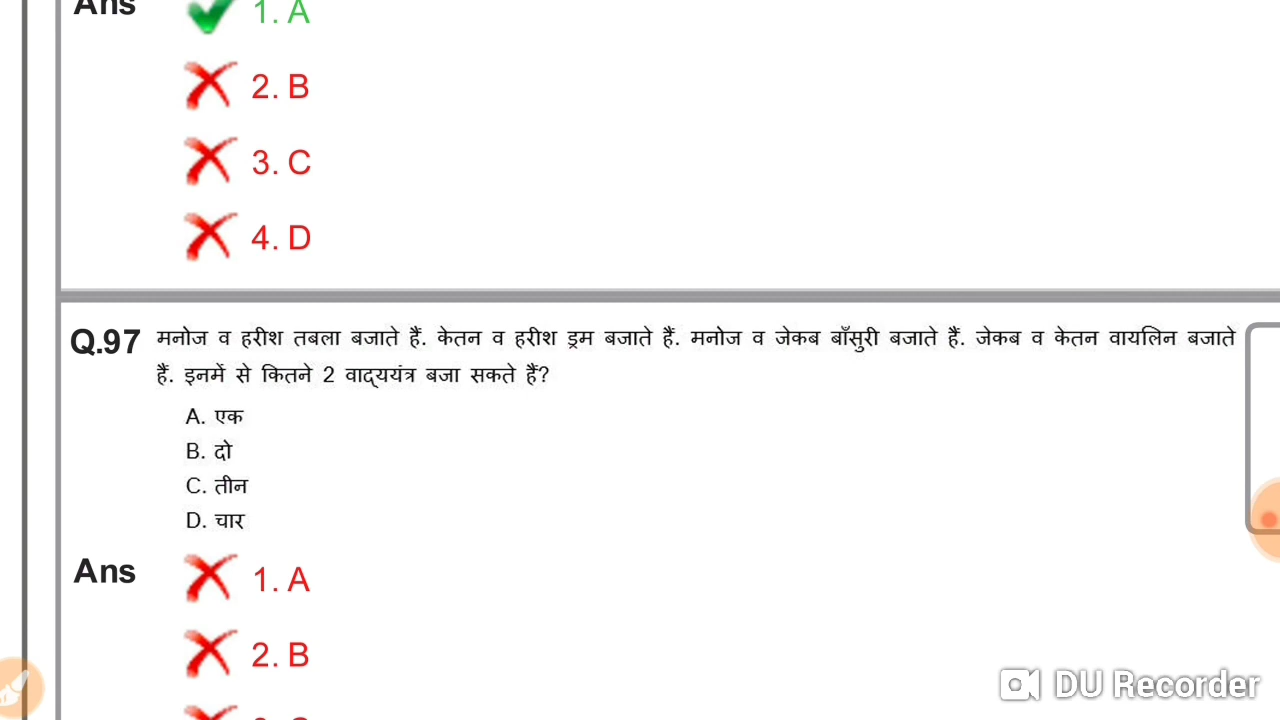 Ans 1. A
2. B
3. C
4. D
Q.97 मनोज व हरीश तबला बजाते हैं. केतन व हरीश ड्रम बजाते हैं. मनोज व जेकब बाँसुरी बजाते हैं. जेकब व केतन वायलिन बजाते
हैं. इनमें से कितने 2 वाद्ययंत्र बजा सकते हैं?
A. एक
B. दो
C. तीन
D. चार
Ans 1. A
2. B
DU Recorder